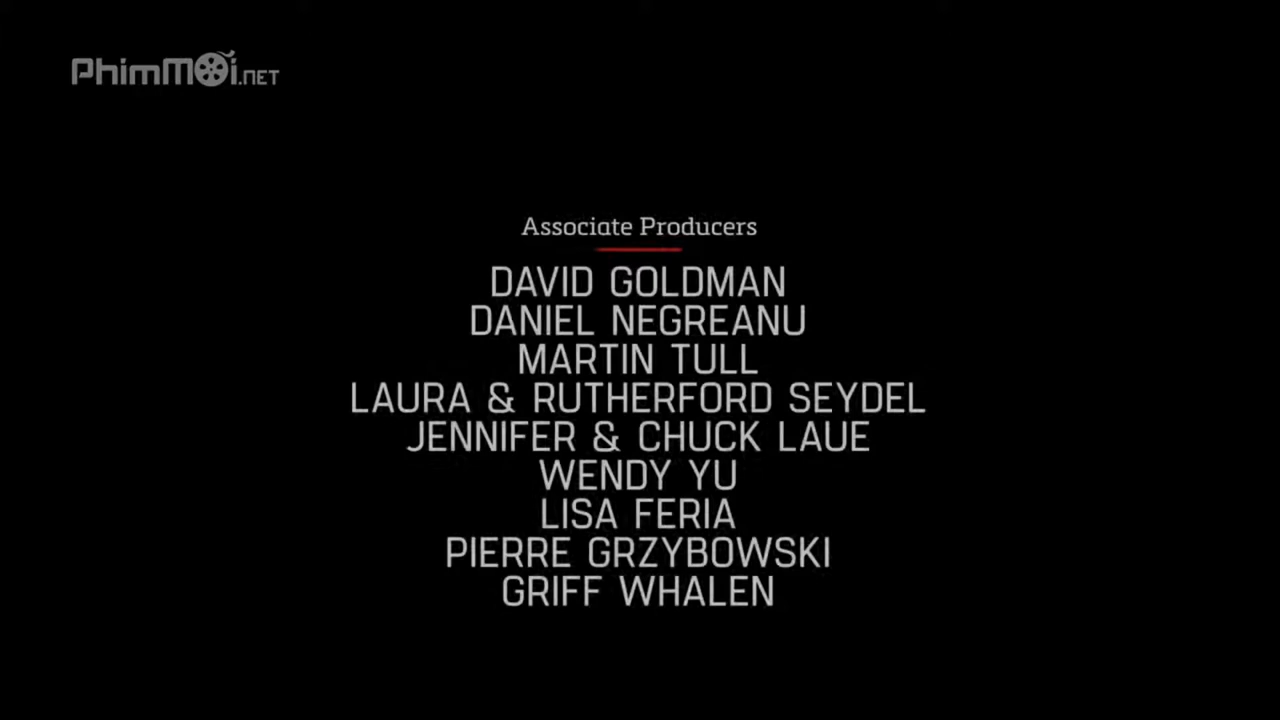 PhimMỚi.NET
Associate Producers
DAVID GOLDMAN
DANIEL NEGREANU
MARTIN TULL
LAURA & RUTHERFORD SEYDEL
JENNIFER & CHUCK LAUE
WENDY YU
LISA FERIA
PIERRE GRZYBOWSKI
GRIFF WHALEN